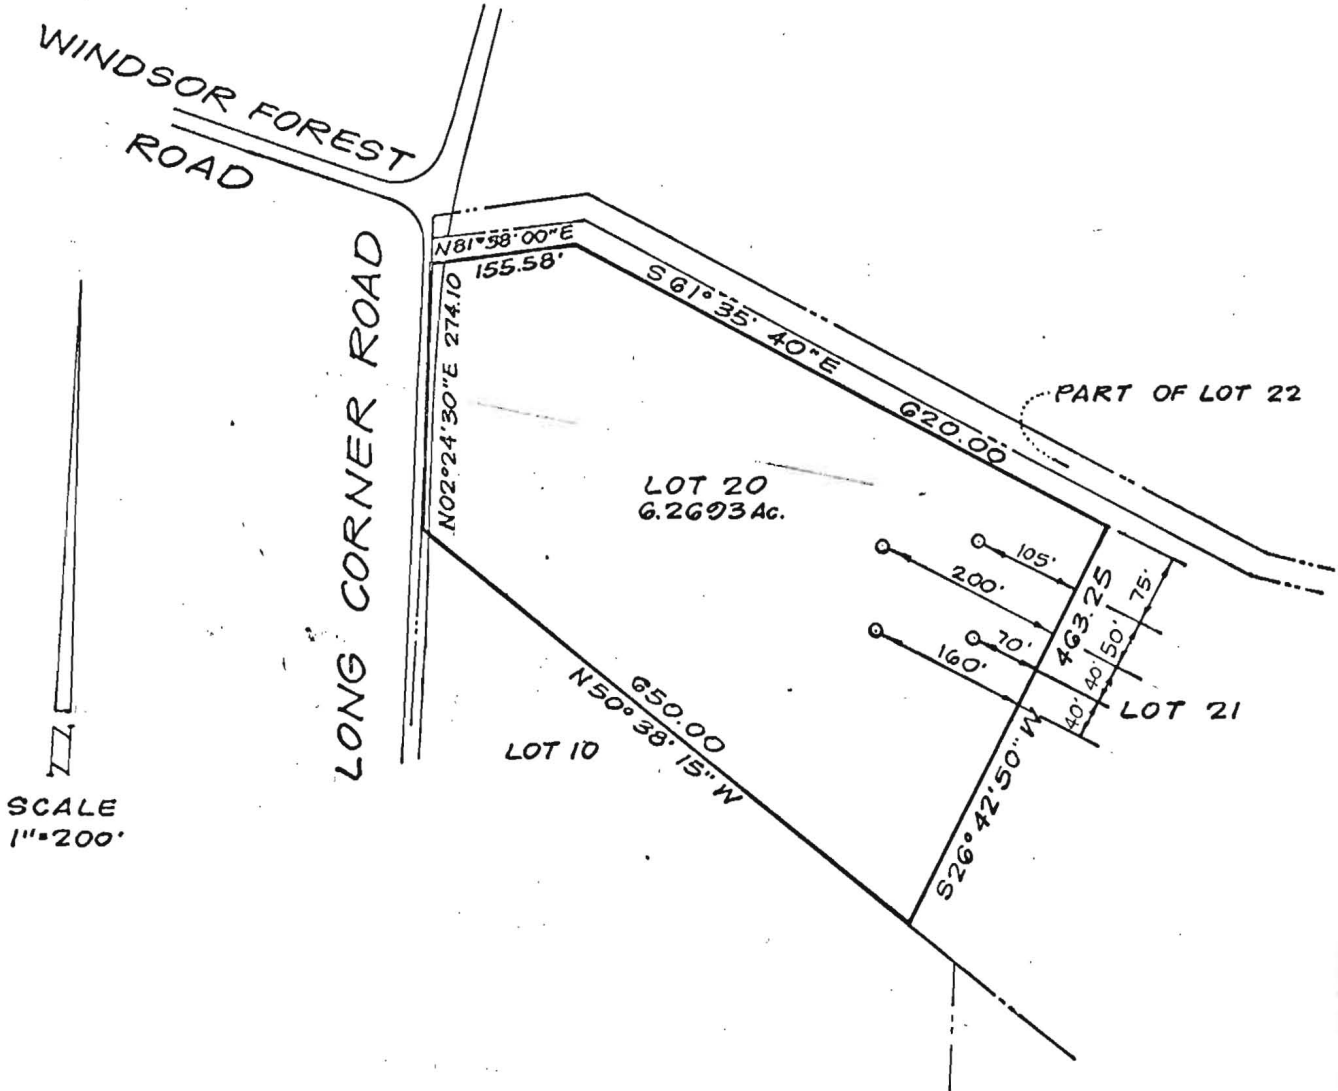 WINDSOR FOREST
ROAD
LONG CORNER ROAD
N81°58'00"E
155.58'
N02°24'30"E 274.10
S61°35'40"E
620.00
PART OF LOT 22
LOT 20
6.2693 Ac.
105'
200'
70'
160'
463.25
S26°42'50"W
75'
50'
40'
40'
LOT 21
650.00
N50°38'15"W
LOT 10
N
SCALE
1"=200'